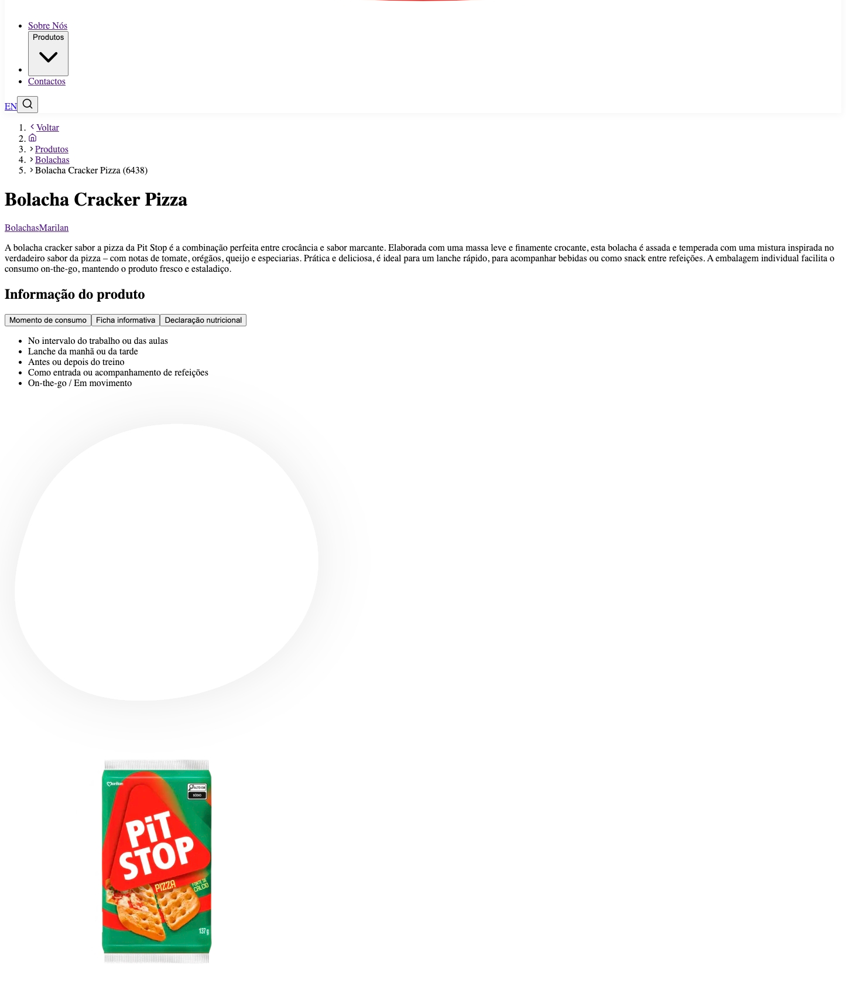 Sobre Nós
Produtos
Contactos
EN
1. Voltar
2.
3. Produtos
4. Bolachas
5. Bolacha Cracker Pizza (6438)
Bolacha Cracker Pizza
BolachasMarilan
A bolacha cracker sabor a pizza da Pit Stop é a combinação perfeita entre crocância e sabor marcante. Elaborada com uma massa leve e finamente crocante, esta bolacha é assada e temperada com uma mistura inspirada no
verdadeiro sabor da pizza – com notas de tomate, orégãos, queijo e especiarias. Prática e deliciosa, é ideal para um lanche rápido, para acompanhar bebidas ou como snack entre refeições. A embalagem individual facilita o
consumo on-the-go, mantendo o produto fresco e estaladiço.
Informação do produto
Momento de consumo Ficha informativa Declaração nutricional
No intervalo do trabalho ou das aulas
Lanche da manhã ou da tarde
Antes ou depois do treino
Como entrada ou acompanhamento de refeições
On-the-go / Em movimento
Marilan
ALTO EM
SÓDIO
PiT
STOP
PIZZA
FONTE DE
CÁLCIO
137 g